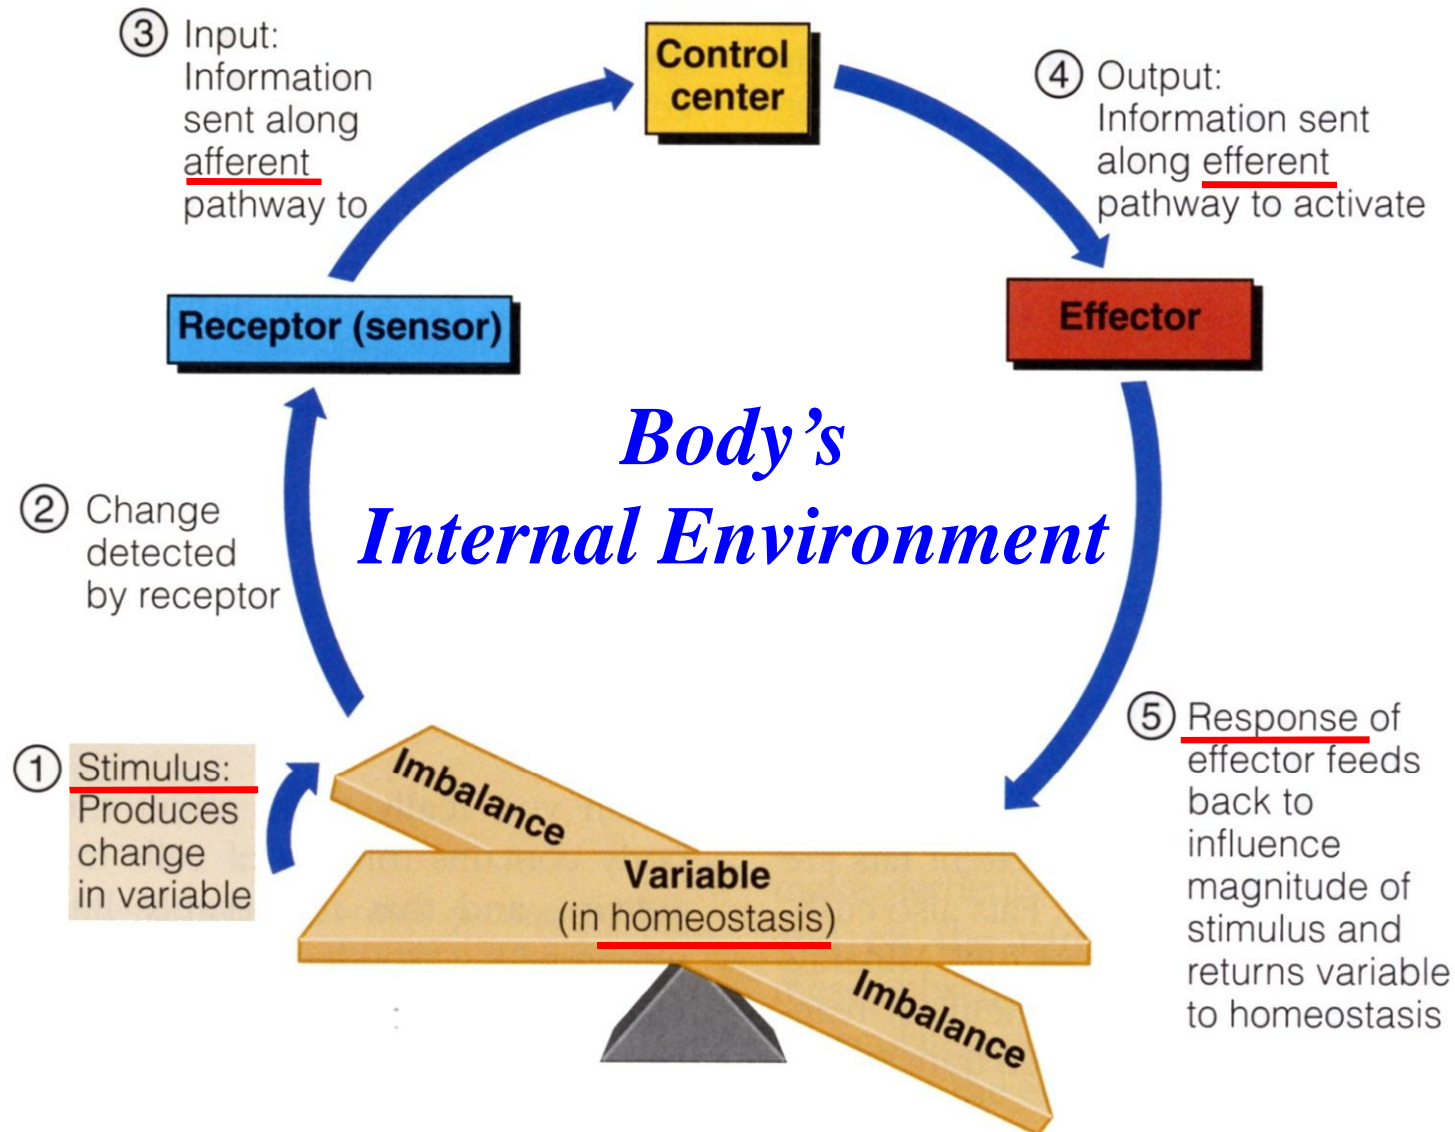 ③ Input:
Information
sent along
afferent
pathway to
Control
center
④ Output:
Information sent
along efferent
pathway to activate
Receptor (sensor)
Effector
Body’s
Internal Environment
② Change
detected
by receptor
① Stimulus:
Produces
change
in variable
Imbalance
Variable
(in homeostasis)
Imbalance
⑤ Response of
effector feeds
back to
influence
magnitude of
stimulus and
returns variable
to homeostasis